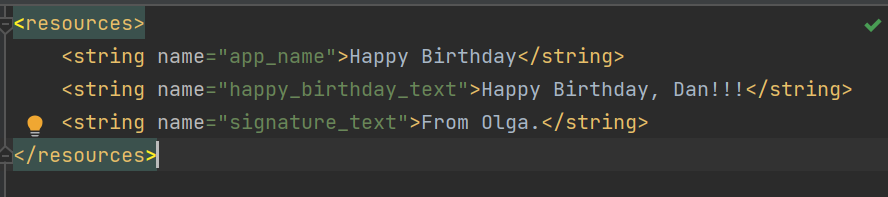 <resources>
    <string name="app_name">Happy Birthday</string>
    <string name="happy_birthday_text">Happy Birthday, Dan!!!</string>
    <string name="signature_text">From Olga.</string>
</resources>